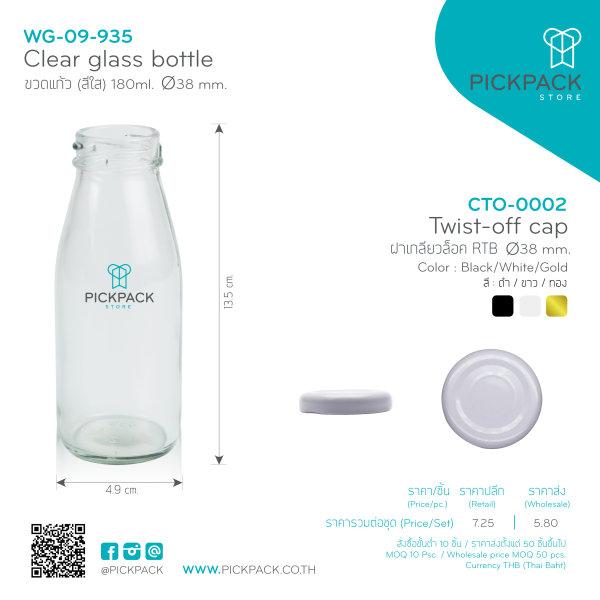 WG-09-935
Clear glass bottle
ขวดแก้ว (สีใส) 180ml. Ø38 mm.
PICKPACK
STORE
13.5 cm.
4.9 cm.
PICKPACK
STORE
CTO-0002
Twist-off cap
ฝาเกลียวล็อค RTB Ø38 mm.
Color : Black/White/Gold
สี : ดำ / ขาว / ทอง
ราคา/ชิ้น ราคาปลีก ราคาส่ง
(Price/pc.) (Retail) (Wholesale)
ราคารวมต่อชุด (Price/Set) 7.25 | 5.80
สั่งซื้อขั้นต่ำ 10 ชิ้น / ราคาส่งตั้งแต่ 50 ชิ้นขึ้นไป
MOQ 10 Psc. / Wholesale price MOQ 50 pcs.
Currency THB (Thai Baht)
@PICKPACK
WWW.PICKPACK.CO.TH